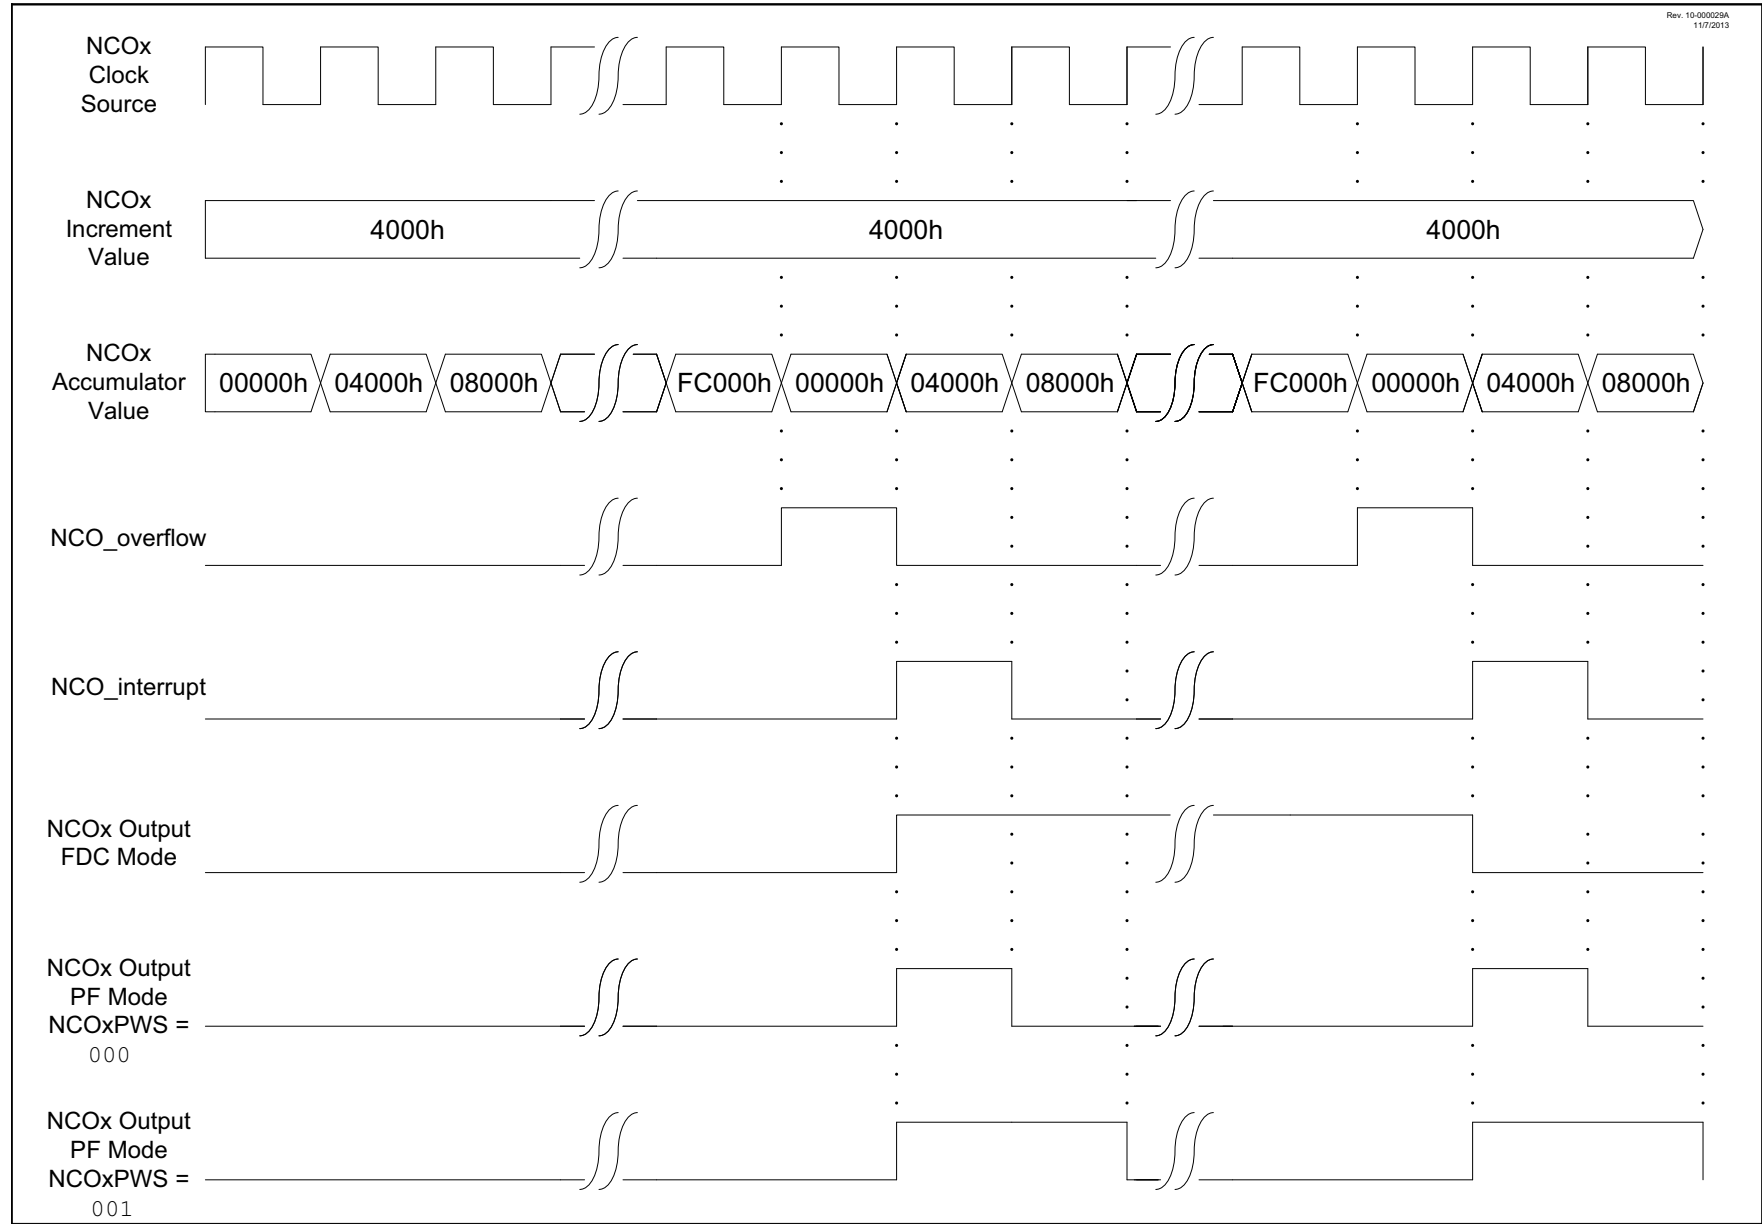 Rev. 10-000029A
11/7/2013
NCOx
Clock
Source
NCOx
Increment
Value
4000h 4000h 4000h
NCOx
Accumulator
Value
00000h 04000h 08000h FC000h 00000h 04000h 08000h FC000h 00000h 04000h 08000h
NCO_overflow
NCO_interrupt
NCOx Output
FDC Mode
NCOx Output
PF Mode
NCOxPWS =
000
NCOx Output
PF Mode
NCOxPWS =
001